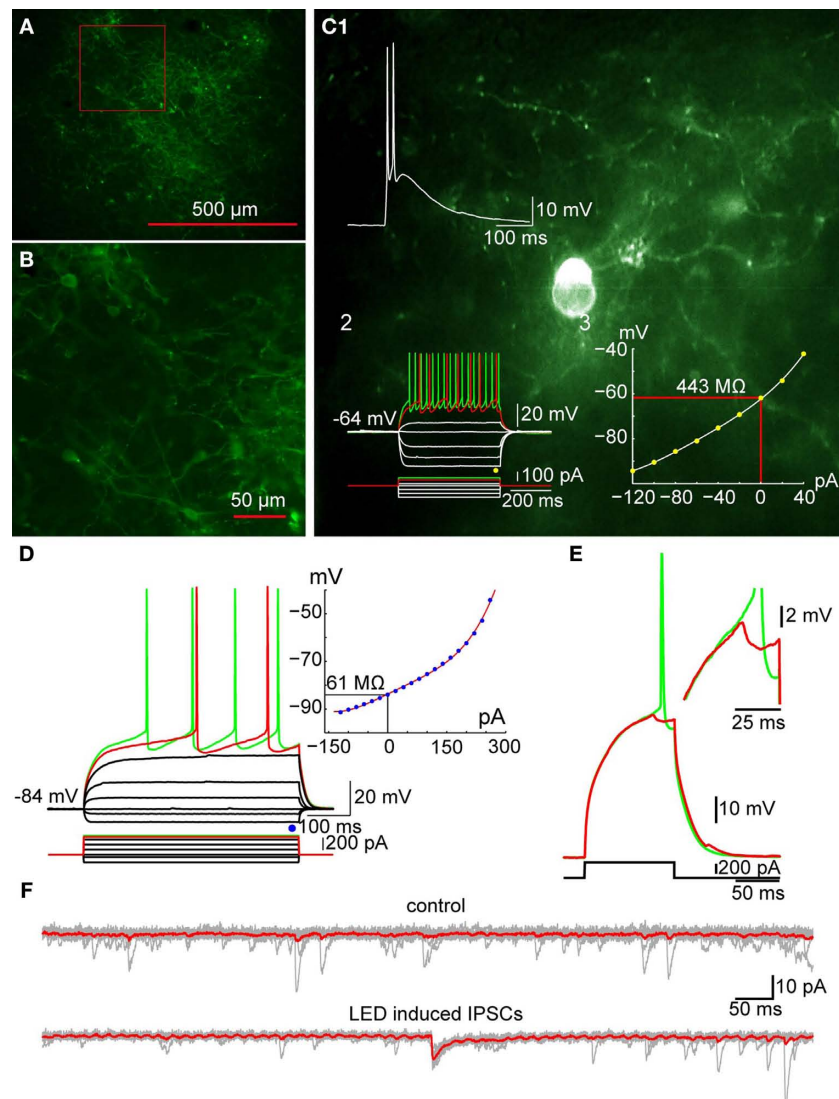 A
500 µm
B
50 µm
C1
10 mV
100 ms
2
-64 mV
20 mV
100 pA
200 ms
3
mV
−40
−60
−80
443 MΩ
pA
−120 −80 −40 0 40
D
-84 mV
20 mV
100 ms
200 pA
mV
−50
−70
−90
61 MΩ
pA
−150 0 150 300
E
2 mV
25 ms
10 mV
200 pA
50 ms
F
control
10 pA
50 ms
LED induced IPSCs